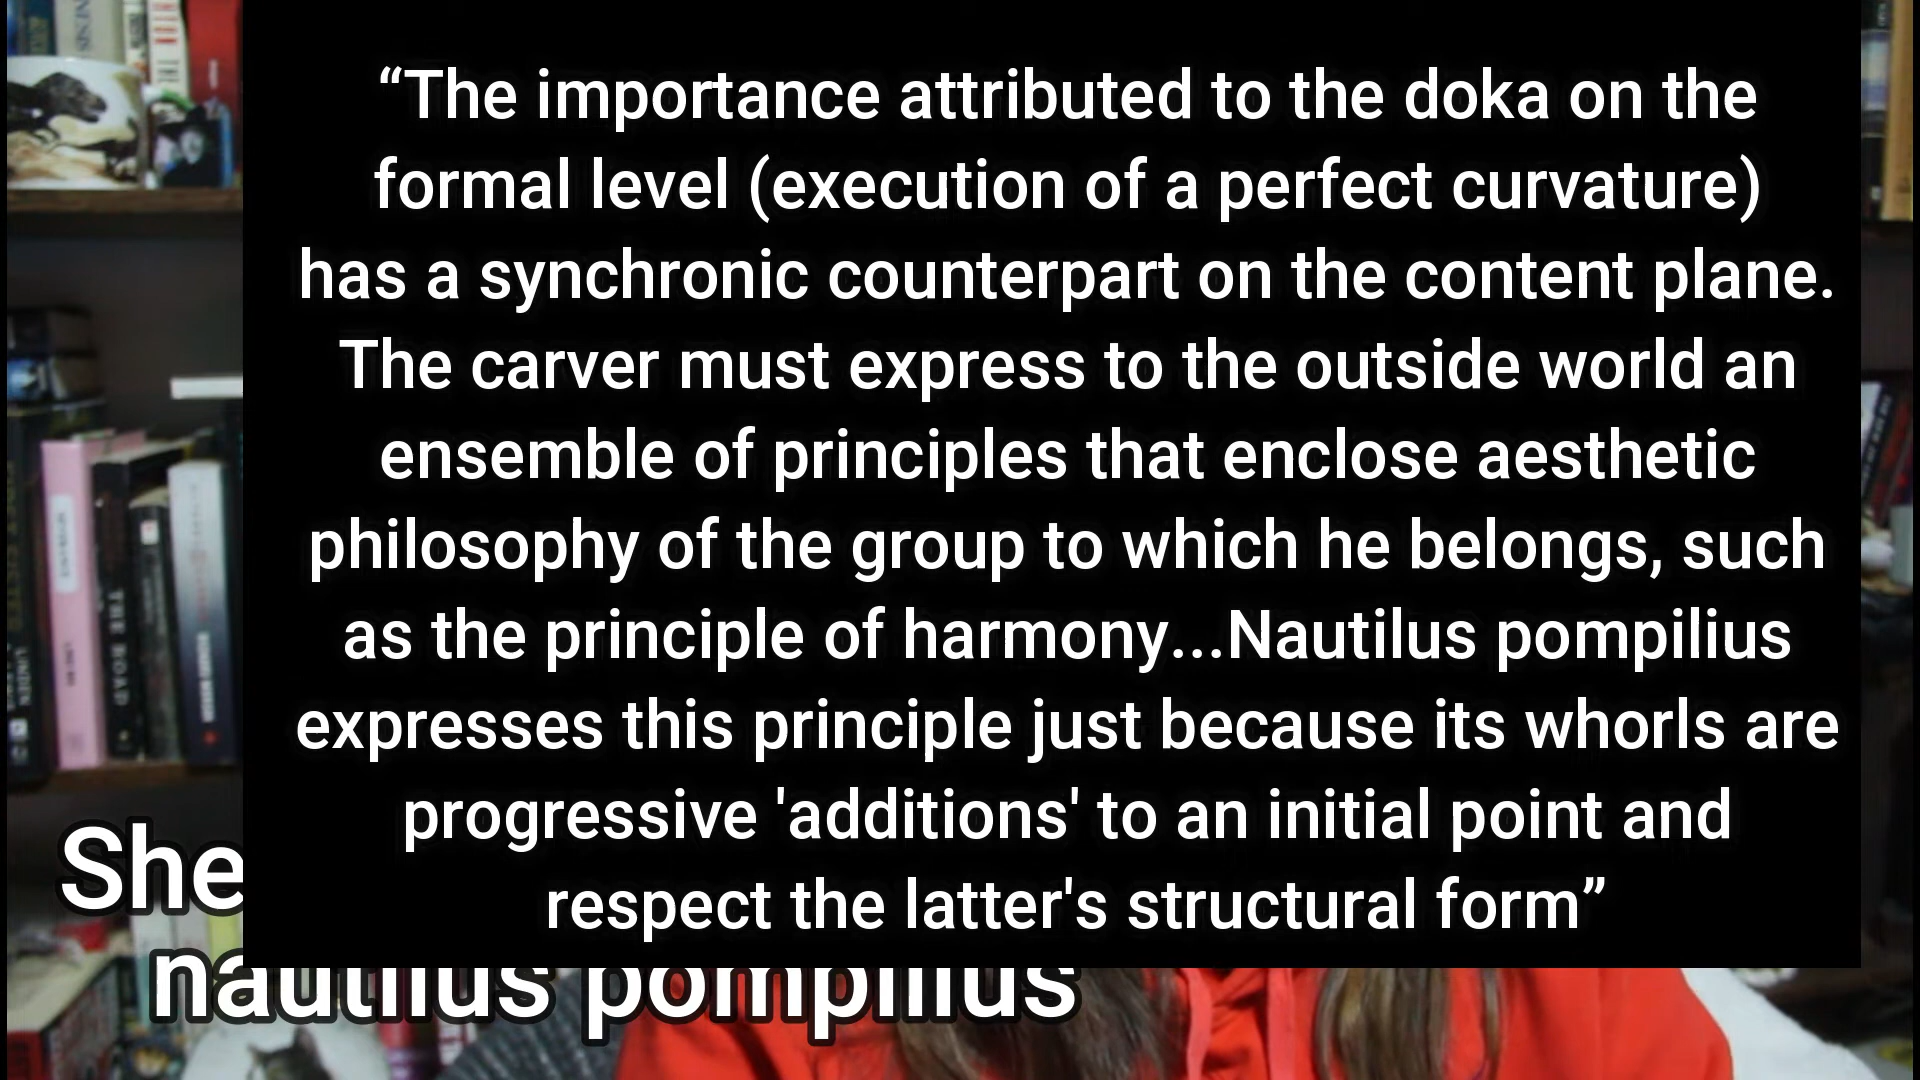 “The importance attributed to the doka on the
formal level (execution of a perfect curvature)
has a synchronic counterpart on the content plane.
The carver must express to the outside world an
ensemble of principles that enclose aesthetic
philosophy of the group to which he belongs, such
as the principle of harmony...Nautilus pompilius
expresses this principle just because its whorls are
progressive 'additions' to an initial point and
respect the latter's structural form”
She
nautilus pompilius
THE ROAD